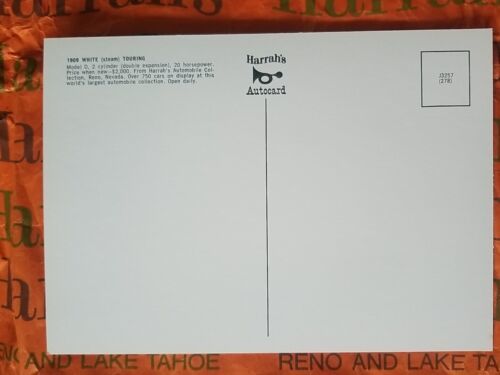 Harrah's
1909 WHITE (steam) TOURING
Model O, 2 cylinder (double expansion), 20 horsepower.
Price when new—$2,000. From Harrah's Automobile Col-
lection, Reno, Nevada. Over 750 cars on display at this
world's largest automobile collection. Open daily.
Harrah's
Autocard
J3257
(278)
AND LAKE TAHOE
RENO AND LAKE TAHOE